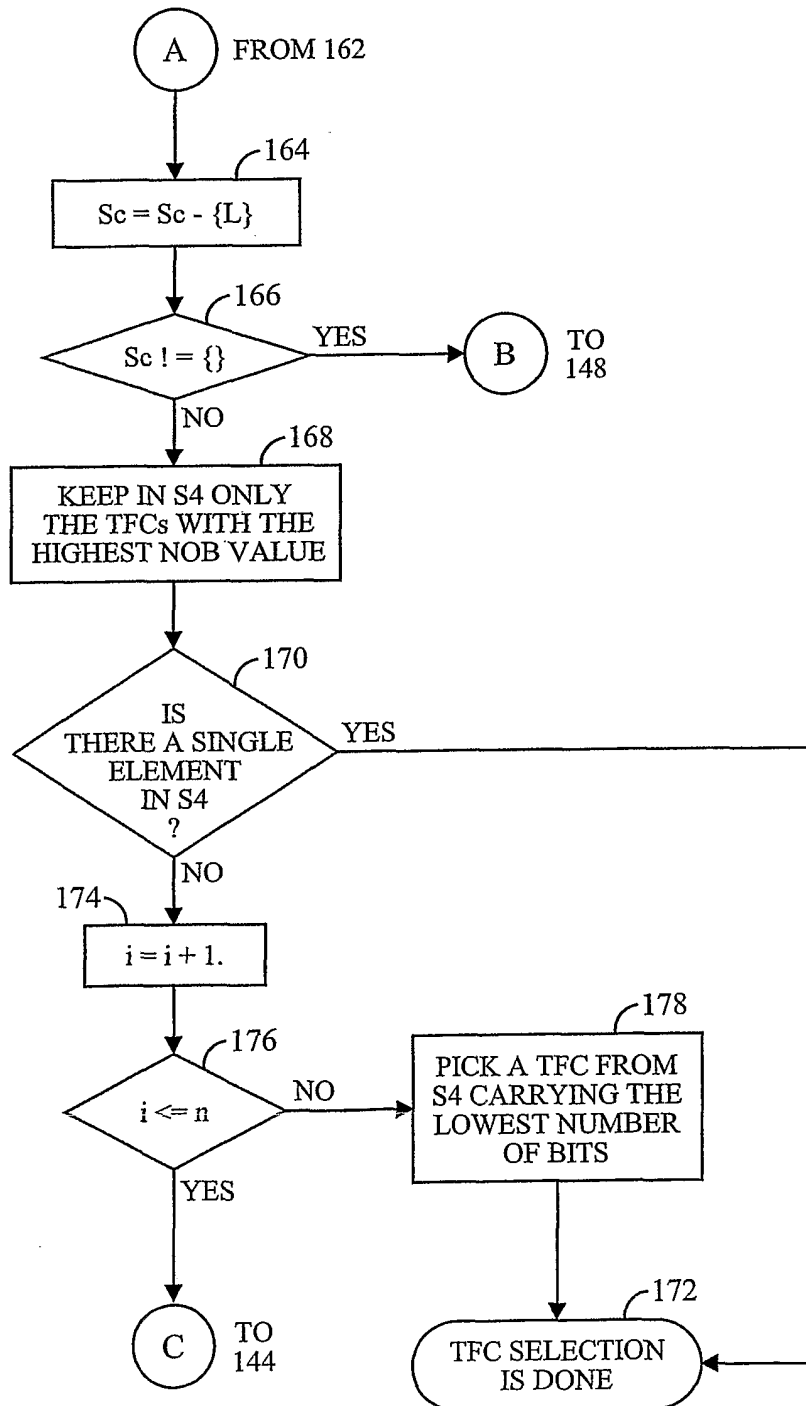 A FROM 162
164
Sc = Sc - {L}
166
Sc ! = {}
YES
B
TO
148
NO
168
KEEP IN S4 ONLY
THE TFCs WITH THE
HIGHEST NOB VALUE
170
IS
THERE A SINGLE
ELEMENT
IN S4
?
YES
NO
174
i = i + 1.
176
i <= n
NO
178
PICK A TFC FROM
S4 CARRYING THE
LOWEST NUMBER
OF BITS
YES
C
TO
144
172
TFC SELECTION
IS DONE